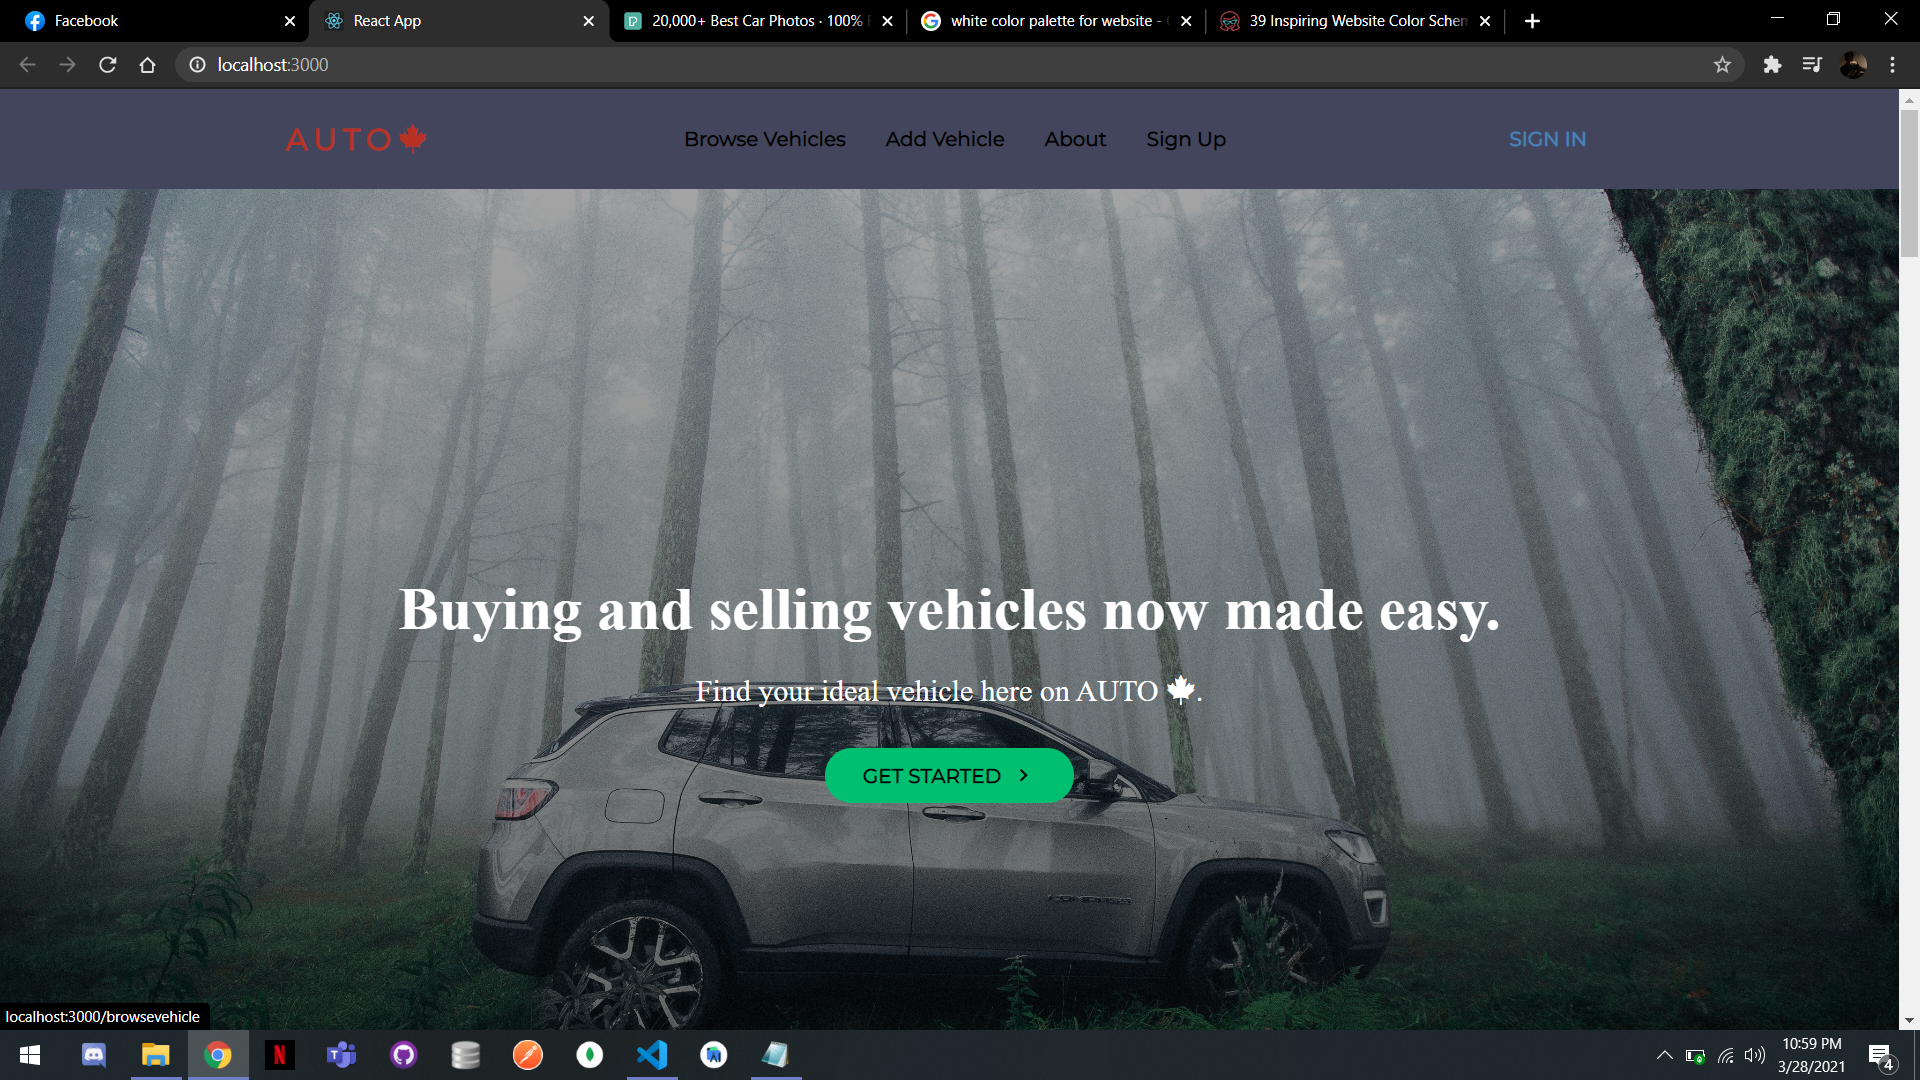 Facebook
React App
20,000+ Best Car Photos · 100% F
white color palette for website -
39 Inspiring Website Color Schem
localhost:3000
AUTO
Browse Vehicles
Add Vehicle
About
Sign Up
SIGN IN
Buying and selling vehicles now made easy.
Find your ideal vehicle here on AUTO 🍁.
GET STARTED
localhost:3000/browsevehicle
10:59 PM
3/28/2021
4